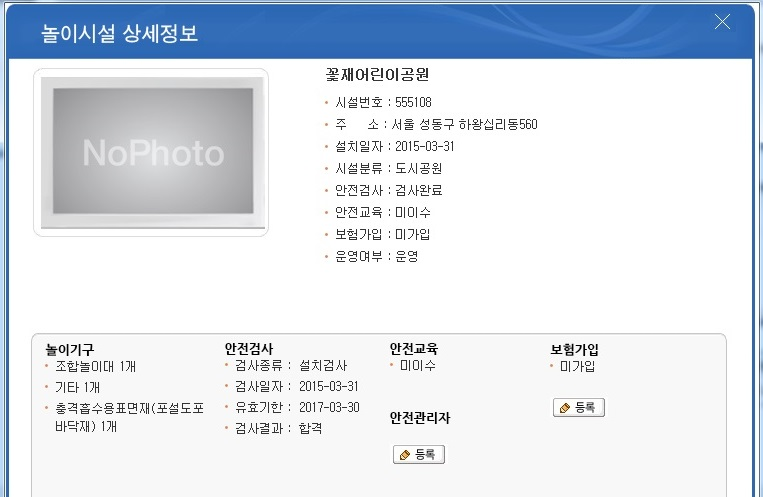 놀이시설 상세정보
NoPhoto
꽃재어린이공원
시설번호 : 555108
주 소 : 서울 성동구 하왕십리동560
설치일자 : 2015-03-31
시설분류 : 도시공원
안전검사 : 검사완료
안전교육 : 미이수
보험가입 : 미가입
운영여부 : 운영
놀이기구
조합놀이대 1개
기타 1개
충격흡수용표면재(포설도포
바닥재) 1개
안전검사
검사종류 : 설치검사
검사일자 : 2015-03-31
유효기한 : 2017-03-30
검사결과 : 합격
안전교육
미이수
안전관리자
등록
보험가입
미가입
등록